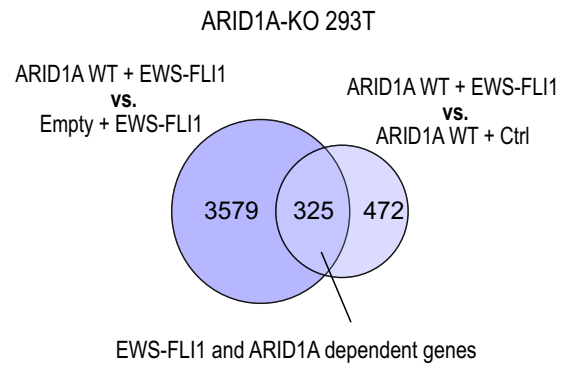 ARID1A-KO 293T
ARID1A WT + EWS-FLI1
vs.
Empty + EWS-FLI1
ARID1A WT + EWS-FLI1
vs.
ARID1A WT + Ctrl
3579 325 472
EWS-FLI1 and ARID1A dependent genes